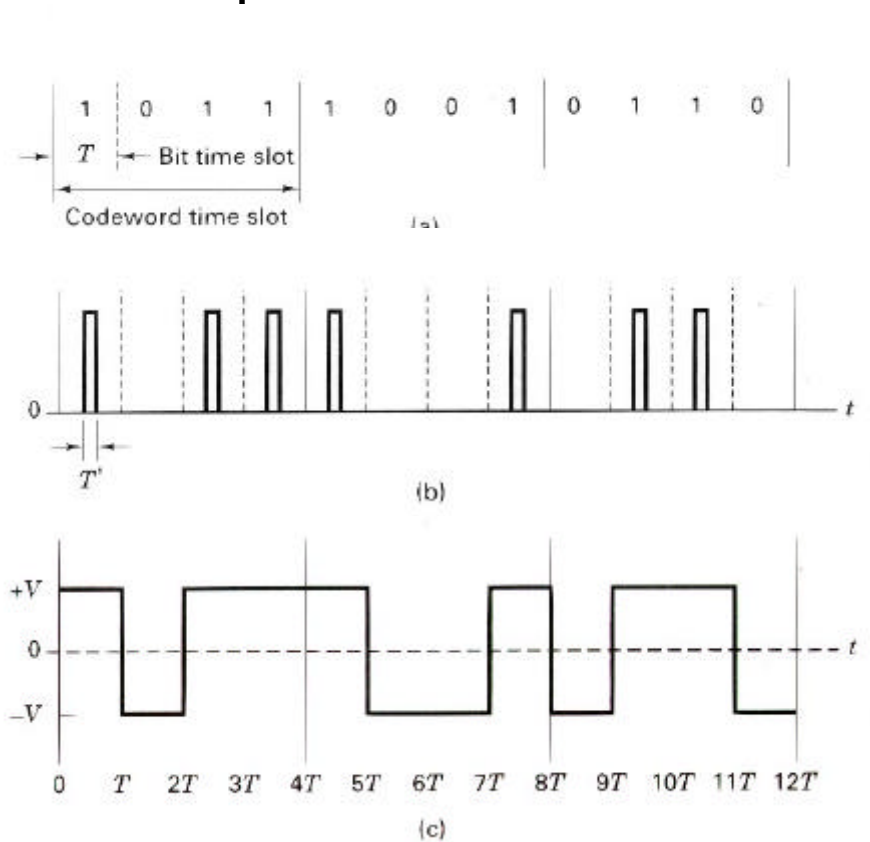 1 0 1 1 1 0 0 1 0 1 1 0
T Bit time slot
Codeword time slot
(a)
0 t
T'
(b)
+V
0 t
−V
0 T 2T 3T 4T 5T 6T 7T 8T 9T 10T 11T 12T
(c)